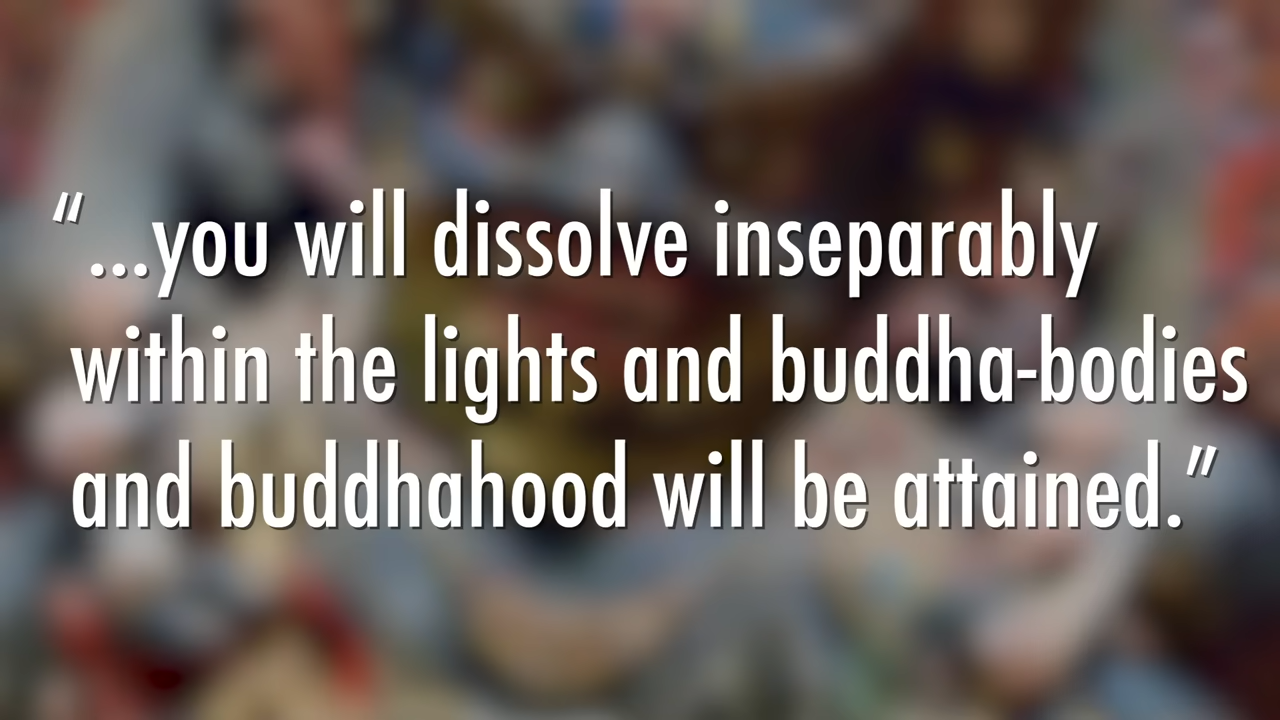 “...you will dissolve inseparably
within the lights and buddha-bodies
and buddhahood will be attained.”